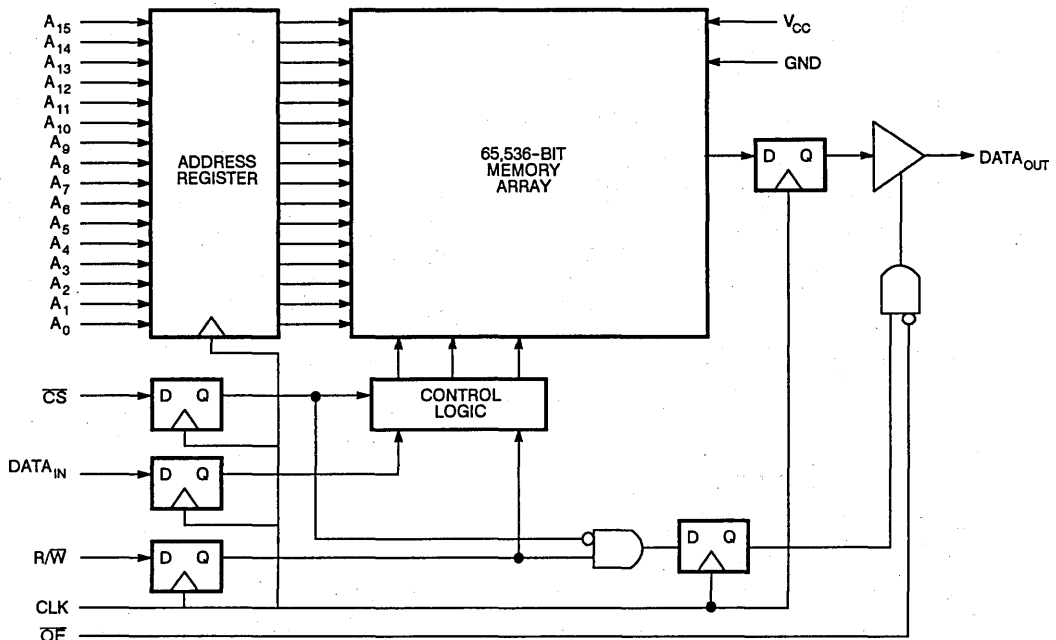 A15
A14
A13
A12
A11
A10
A9
A8
A7
A6
A5
A4
A3
A2
A1
A0
ADDRESS
REGISTER
65,536-BIT
MEMORY
ARRAY
VCC
GND
D Q
DATAOUT
CS
D Q
CONTROL
LOGIC
DATAIN
D Q
R/W
D Q
D Q
CLK
OE